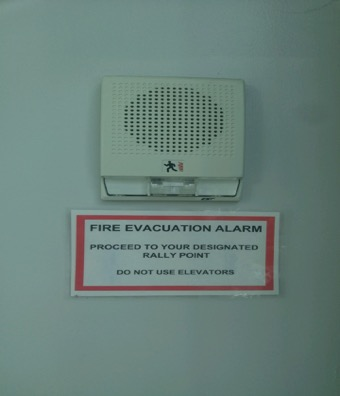 FIRE EVACUATION ALARM
PROCEED TO YOUR DESIGNATED
RALLY POINT
DO NOT USE ELEVATORS